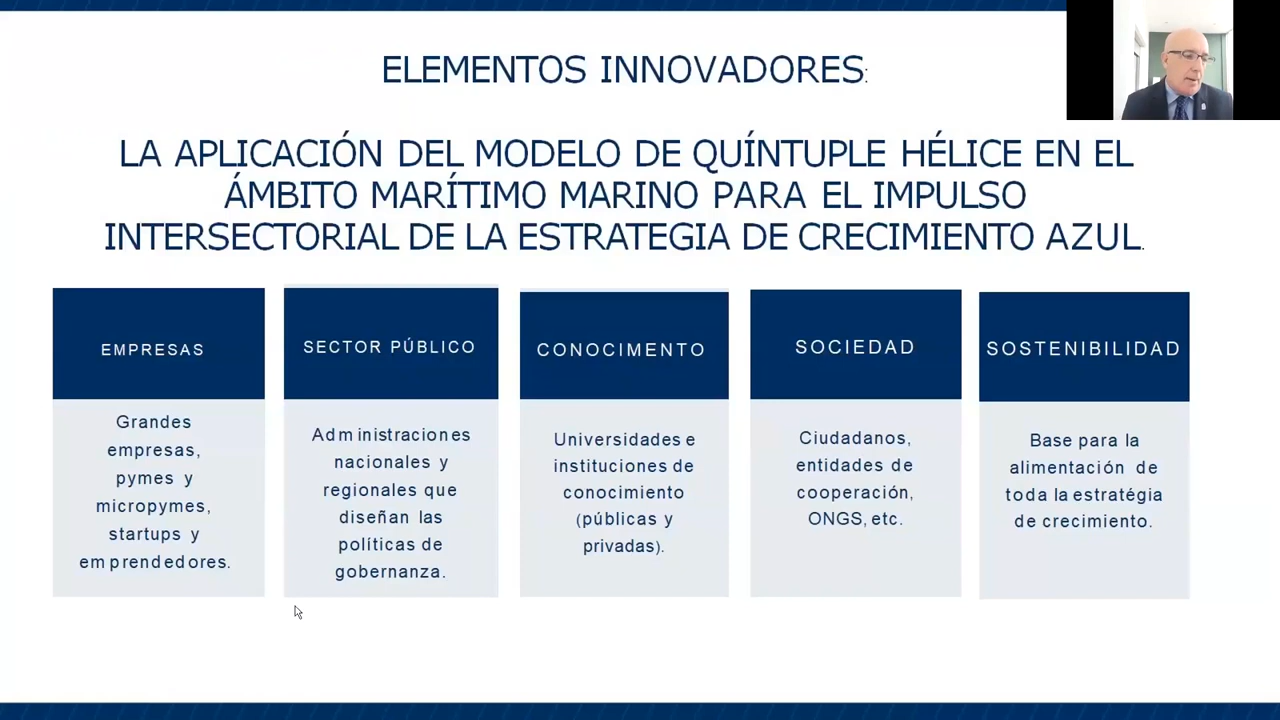 ELEMENTOS INNOVADORES:
LA APLICACIÓN DEL MODELO DE QUÍNTUPLE HÉLICE EN EL
ÁMBITO MARÍTIMO MARINO PARA EL IMPULSO
INTERSECTORIAL DE LA ESTRATEGIA DE CRECIMIENTO AZUL.
EMPRESAS
Grandes
empresas,
pymes y
micropymes,
startups y
emprendedores.
SECTOR PÚBLICO
Administraciones
nacionales y
regionales que
diseñan las
políticas de
gobernanza.
CONOCIMENTO
Universidades e
instituciones de
conocimiento
(públicas y
privadas).
SOCIEDAD
Ciudadanos,
entidades de
cooperación,
ONGS, etc.
SOSTENIBILIDAD
Base para la
alimentación de
toda la estratégia
de crecimiento.